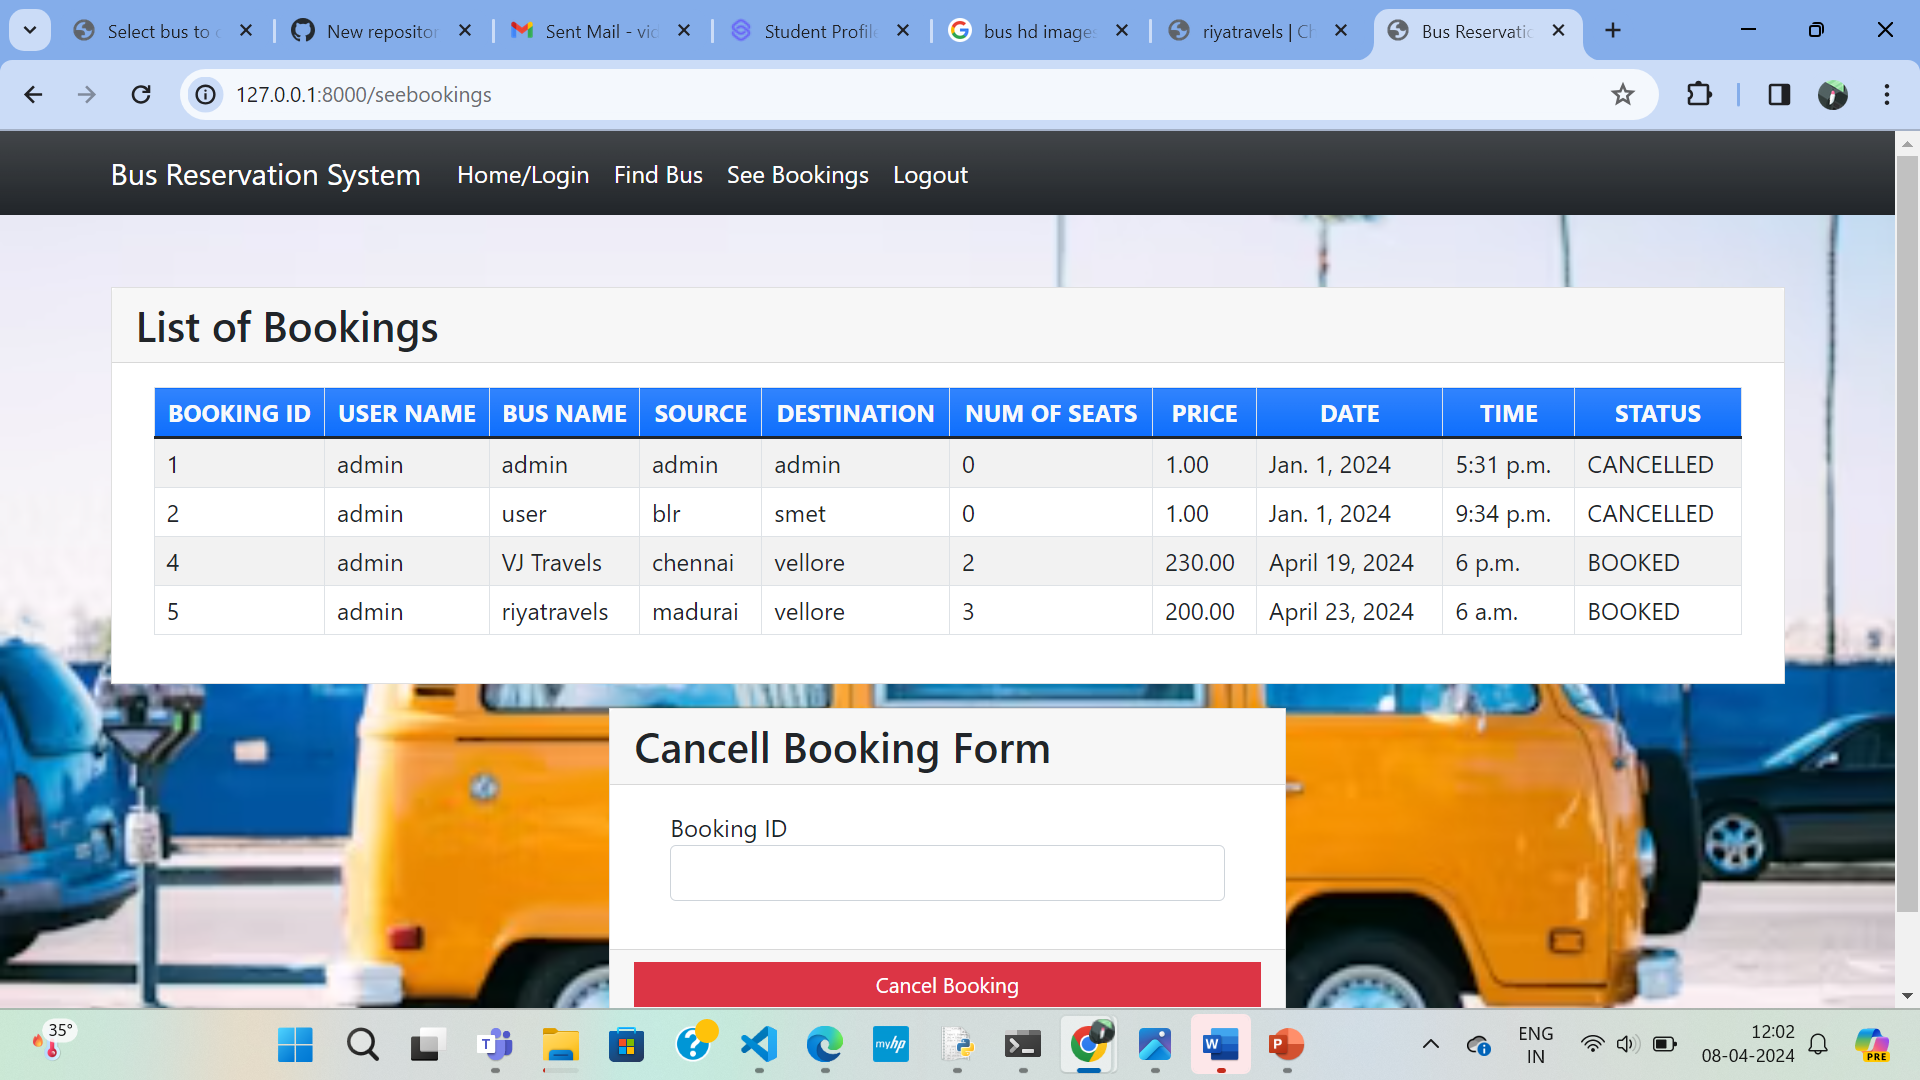 Select bus to
New repositor
Sent Mail - vid
Student Profile
bus hd images
riyatravels | Ch
Bus Reservatio
127.0.0.1:8000/seebookings
Bus Reservation System Home/Login Find Bus See Bookings Logout
List of Bookings
BOOKING ID USER NAME BUS NAME SOURCE DESTINATION NUM OF SEATS PRICE DATE TIME STATUS
1 admin admin admin admin 0 1.00 Jan. 1, 2024 5:31 p.m. CANCELLED
2 admin user blr smet 0 1.00 Jan. 1, 2024 9:34 p.m. CANCELLED
4 admin VJ Travels chennai vellore 2 230.00 April 19, 2024 6 p.m. BOOKED
5 admin riyatravels madurai vellore 3 200.00 April 23, 2024 6 a.m. BOOKED
Cancell Booking Form
Booking ID
Cancel Booking
35°
myhp
ENG
IN
12:02
08-04-2024
PRE